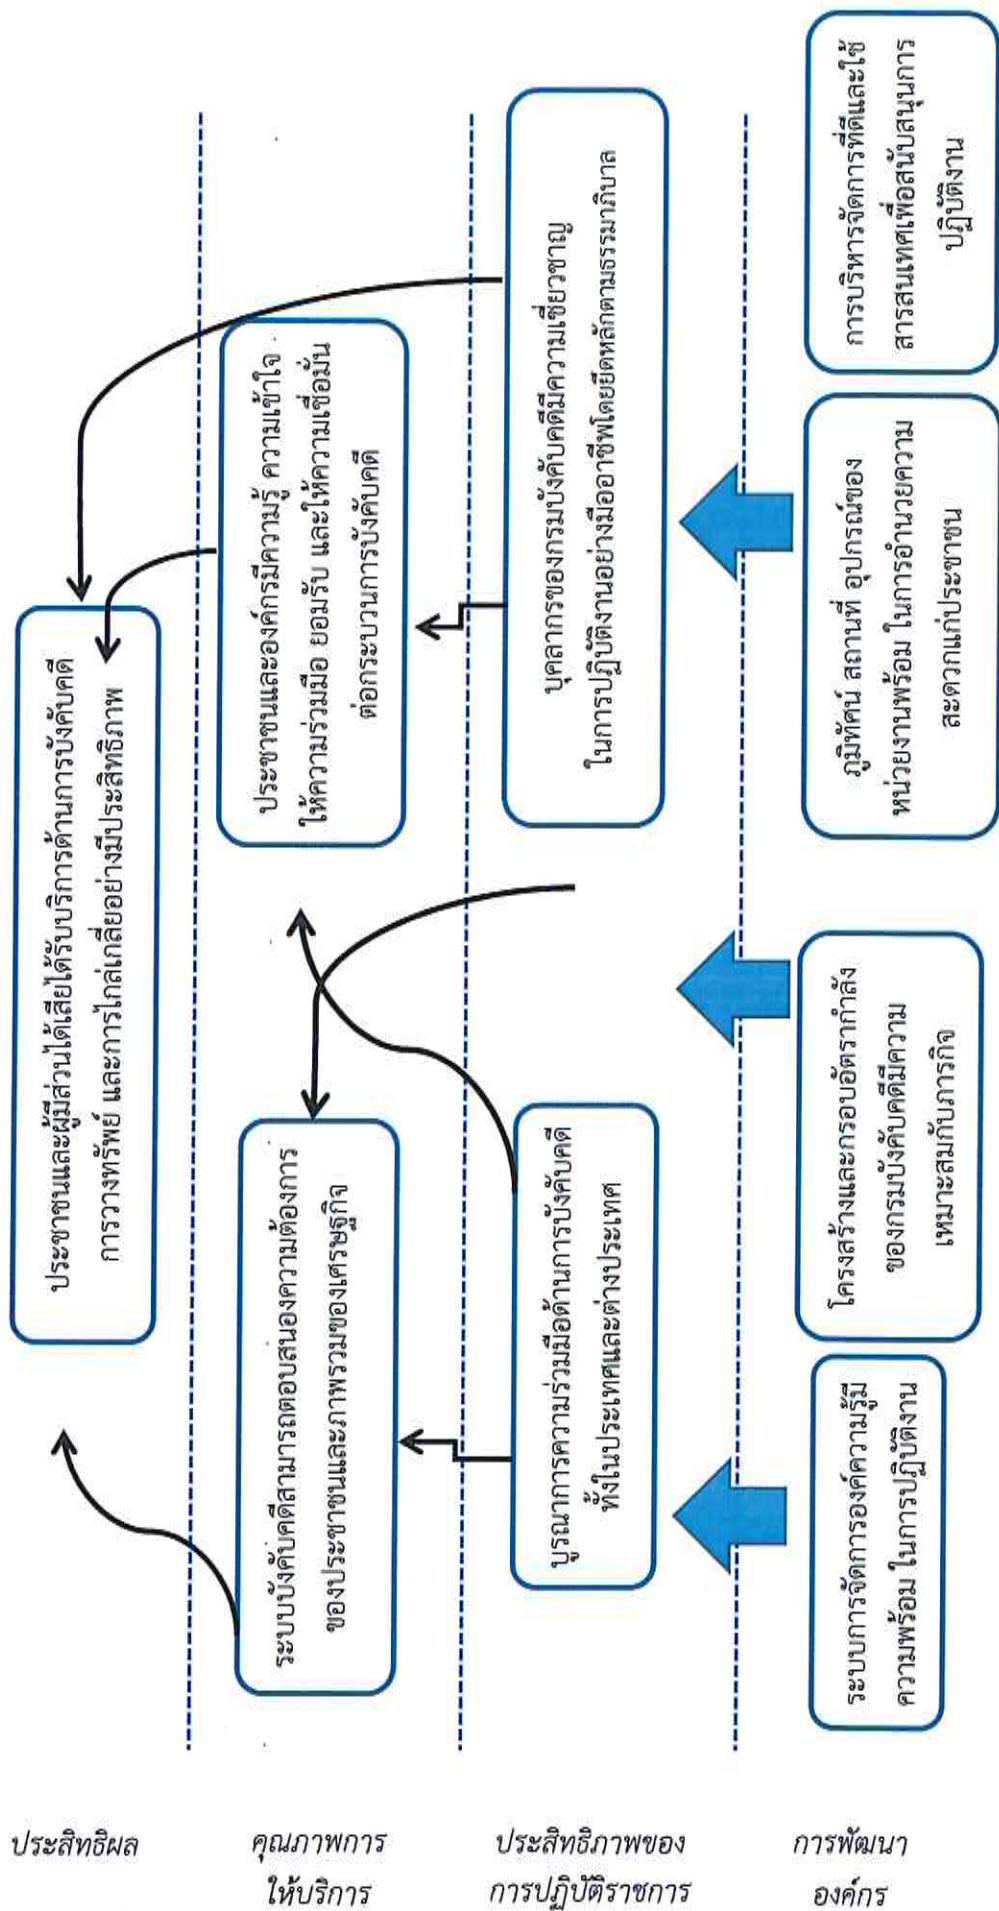 ประสิทธิผล
ประชาชนและผู้มีส่วนได้เสียได้รับบริการด้านการบังคับคดี
การวางทรัพย์ และการไกล่เกลี่ยอย่างมีประสิทธิภาพ
คุณภาพการ
ให้บริการ
ระบบบังคับคดีสามารถตอบสนองความต้องการ
ของประชาชนและภาพรวมของเศรษฐกิจ
ประชาชนและองค์กรมีความรู้ ความเข้าใจ
ให้ความร่วมมือ ยอมรับ และให้ความเชื่อมั่น
ต่อกระบวนการบังคับคดี
ประสิทธิภาพของ
การปฏิบัติราชการ
บูรณาการความร่วมมือด้านการบังคับคดี
ทั้งในประเทศและต่างประเทศ
บุคลากรของกรมบังคับคดีมีความเชี่ยวชาญ
ในการปฏิบัติงานอย่างมืออาชีพโดยยึดหลักตามธรรมาภิบาล
การพัฒนา
องค์กร
ระบบการจัดการองค์ความรู้มี
ความพร้อม ในการปฏิบัติงาน
โครงสร้างและกรอบอัตรากำลัง
ของกรมบังคับคดีมีความ
เหมาะสมกับภารกิจ
ภูมิทัศน์ สถานที่ อุปกรณ์ของ
หน่วยงานพร้อม ในการอำนวยความ
สะดวกแก่ประชาชน
การบริหารจัดการที่ดีและใช้
สารสนเทศเพื่อสนับสนุนการ
ปฏิบัติงาน